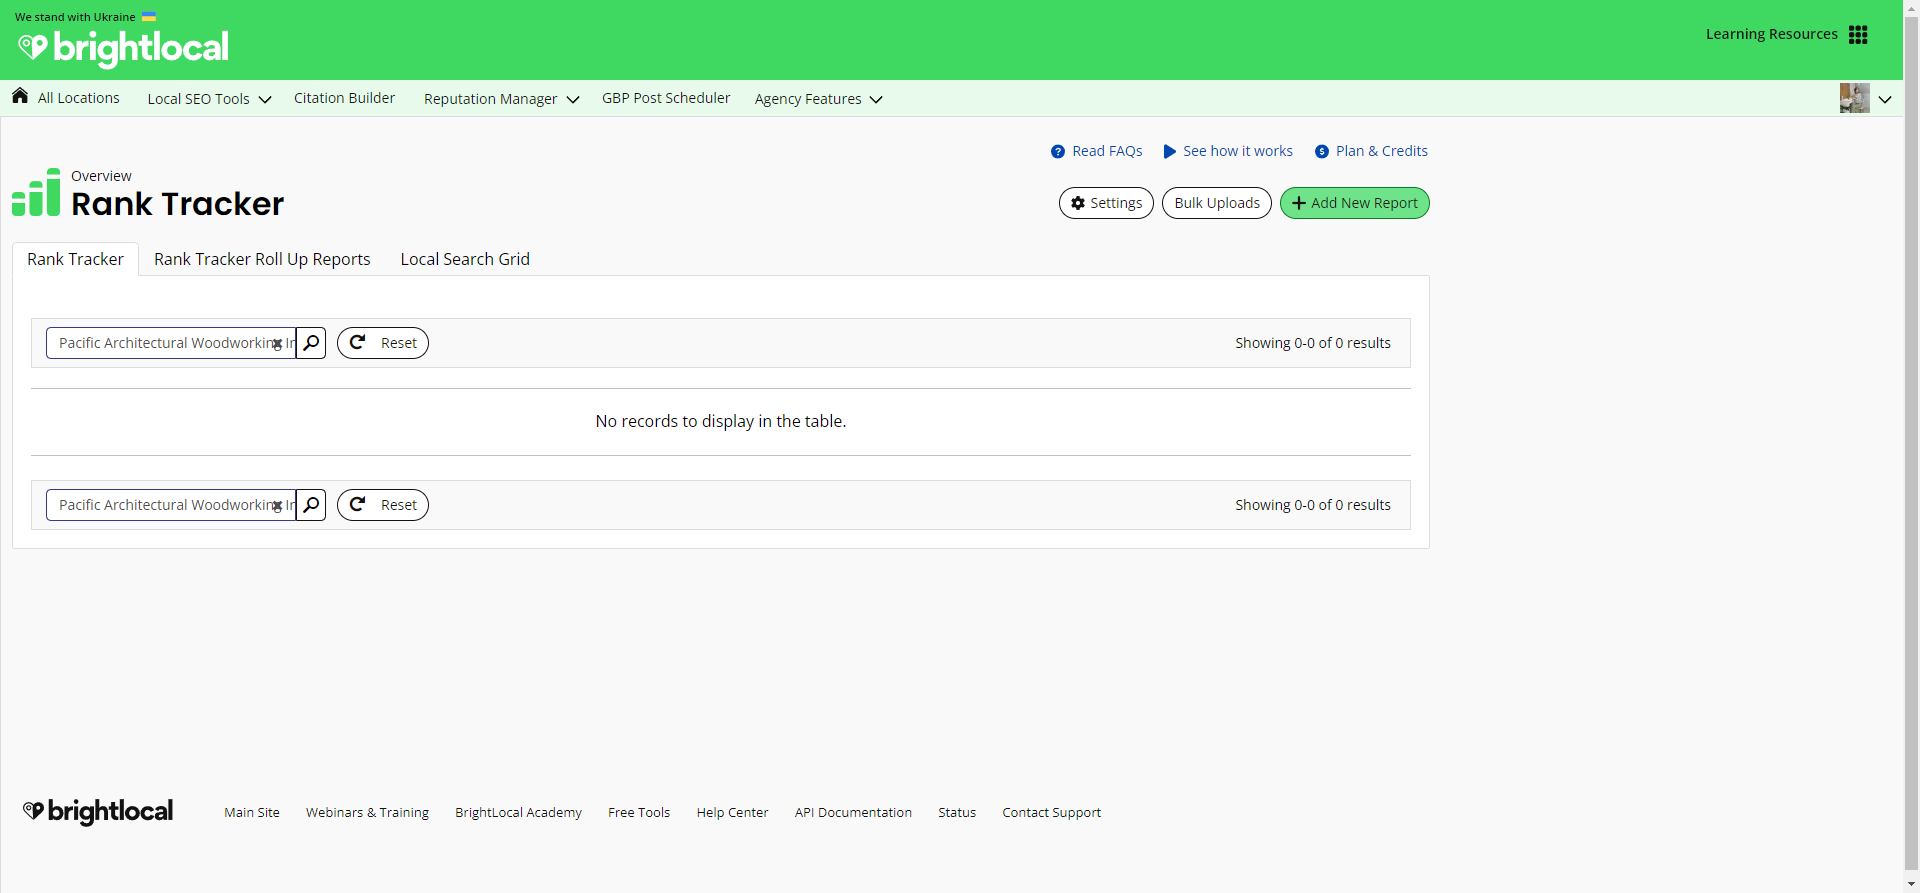 We stand with Ukraine
brightlocal
Learning Resources
All Locations
Local SEO Tools
Citation Builder
Reputation Manager
GBP Post Scheduler
Agency Features
Read FAQs
See how it works
Plan & Credits
Overview
Rank Tracker
Settings
Bulk Uploads
Add New Report
Rank Tracker
Rank Tracker Roll Up Reports
Local Search Grid
Pacific Architectural Woodworking In
Reset
Showing 0-0 of 0 results
No records to display in the table.
Pacific Architectural Woodworking In
Reset
Showing 0-0 of 0 results
brightlocal
Main Site
Webinars & Training
BrightLocal Academy
Free Tools
Help Center
API Documentation
Status
Contact Support